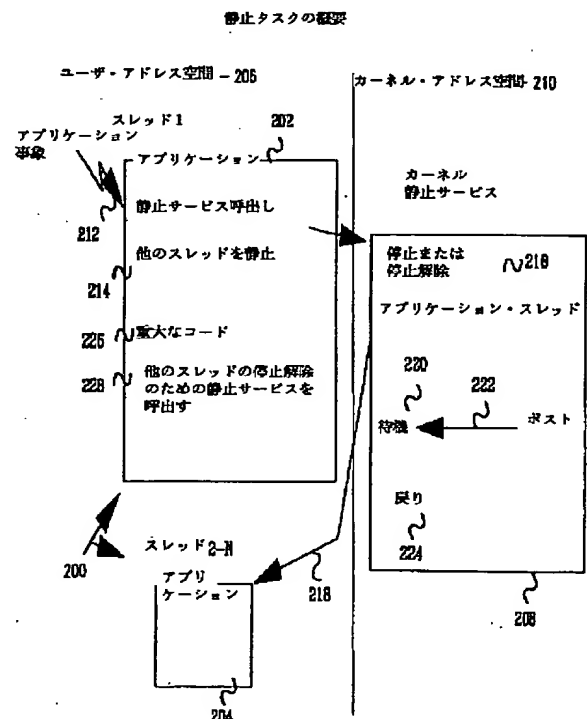 静止タスクの概要
ユーザ・アドレス空間 - 206
カーネル・アドレス空間 - 210
スレッド1
アプリケーション
事象
202
アプリケーション
カーネル
静止サービス
静止サービス呼出し
212
他のスレッドを静止
214
停止または
停止解除
216
アプリケーション・スレッド
226
重大なコード
228
他のスレッドの停止解除
のための静止サービスを
呼出す
220
222
待機
ポスト
戻り
224
200
スレッド2-N
アプリ
ケーション
218
208
204